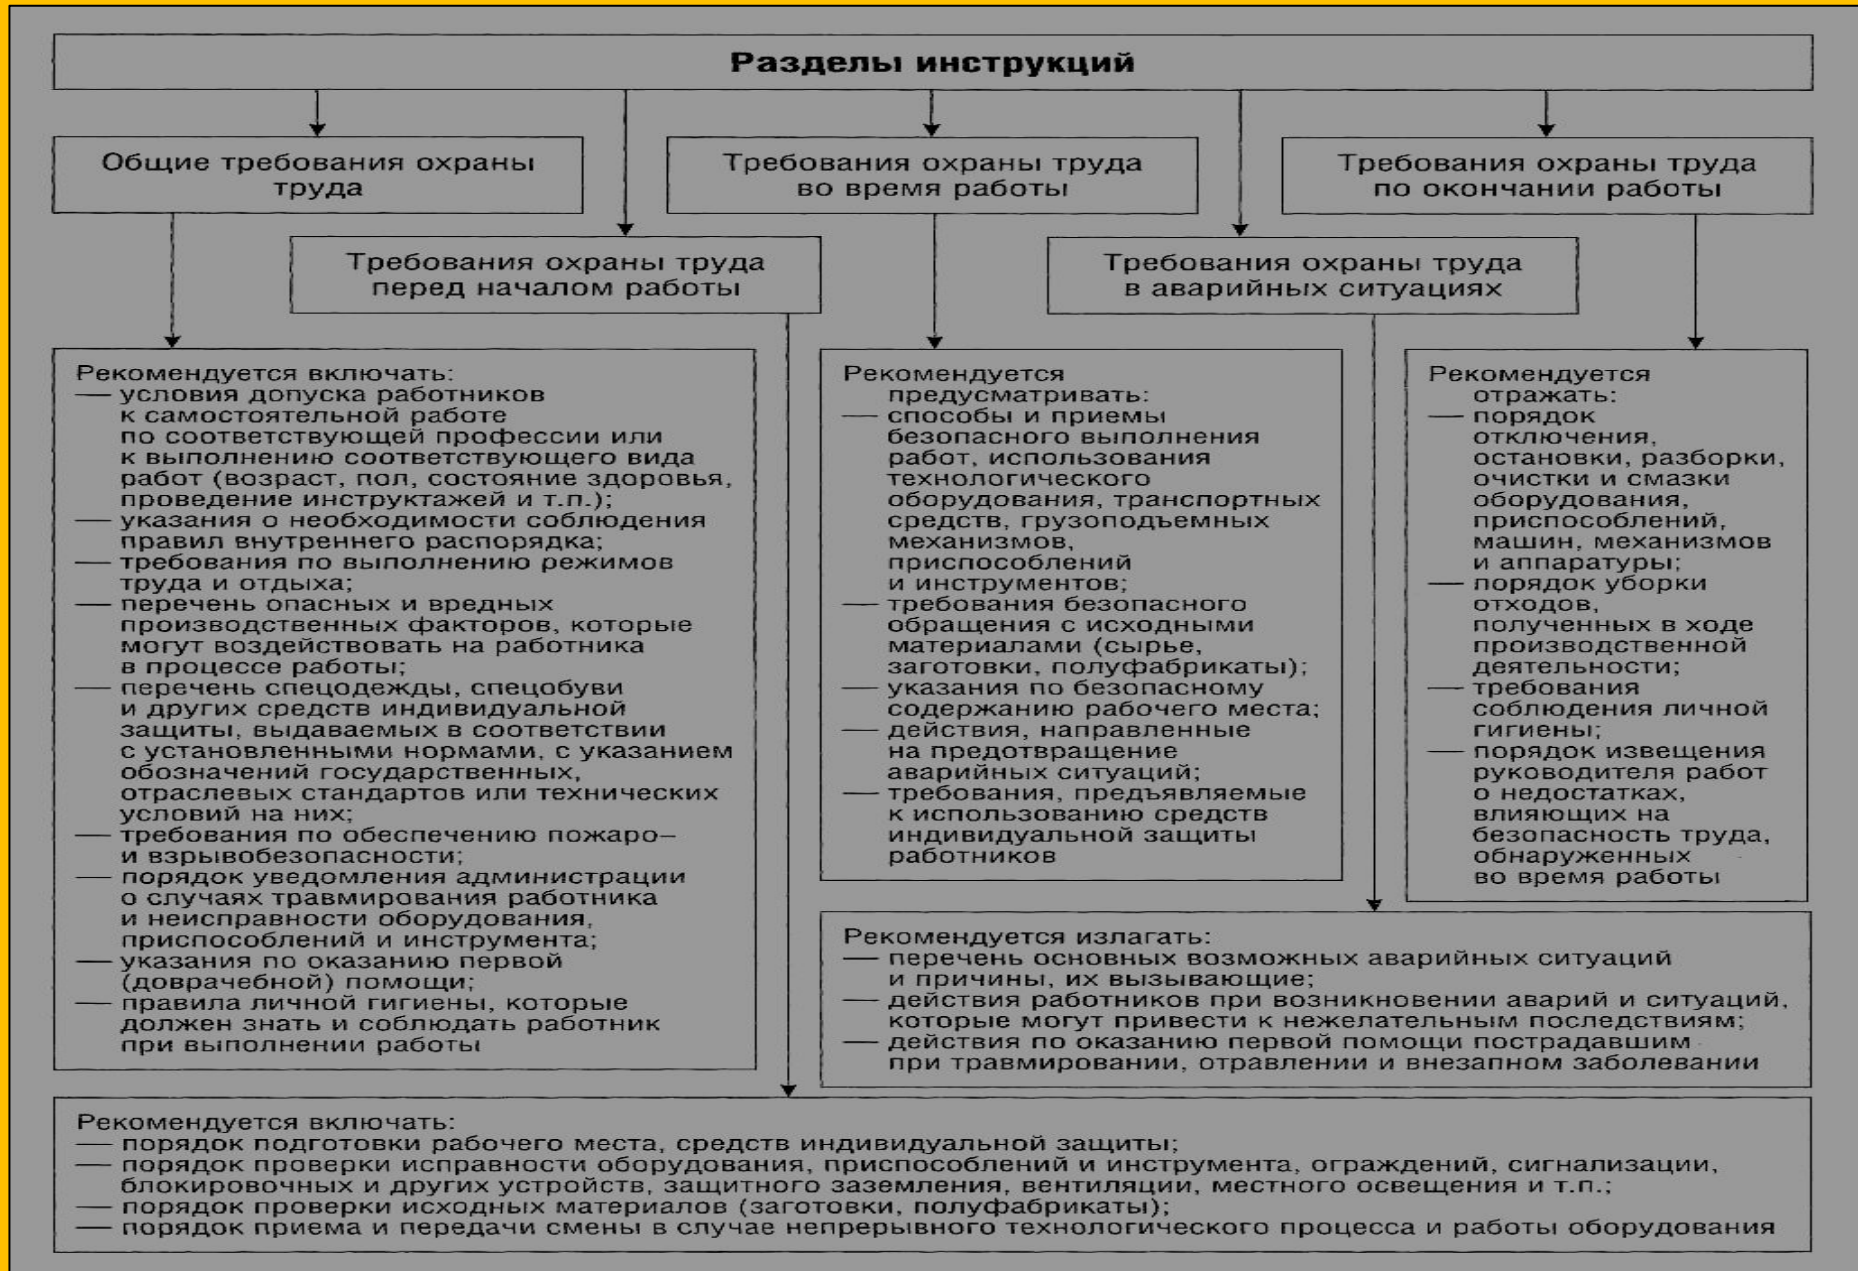 Разделы инструкций
Общие требования охраны
труда
Требования охраны труда
во время работы
Требования охраны труда
по окончании работы
Требования охраны труда
перед началом работы
Требования охраны труда
в аварийных ситуациях
Рекомендуется включать:
— условия допуска работников
к самостоятельной работе
по соответствующей профессии или
к выполнению соответствующего вида
работ (возраст, пол, состояние здоровья,
проведение инструктажей и т.п.);
— указания о необходимости соблюдения
правил внутреннего распорядка;
— требования по выполнению режимов
труда и отдыха;
— перечень опасных и вредных
производственных факторов, которые
могут воздействовать на работника
в процессе работы;
— перечень спецодежды, спецобуви
и других средств индивидуальной
защиты, выдаваемых в соответствии
с установленными нормами, с указанием
обозначений государственных,
отраслевых стандартов или технических
условий на них;
— требования по обеспечению пожаро–
и взрывобезопасности;
— порядок уведомления администрации
о случаях травмирования работника
и неисправности оборудования,
приспособлений и инструмента;
— указания по оказанию первой
(доврачебной) помощи;
— правила личной гигиены, которые
должен знать и соблюдать работник
при выполнении работы
Рекомендуется
предусматривать:
— способы и приемы
безопасного выполнения
работ, использования
технологического
оборудования, транспортных
средств, грузоподъемных
механизмов,
приспособлений
и инструментов;
— требования безопасного
обращения с исходными
материалами (сырье,
заготовки, полуфабрикаты);
— указания по безопасному
содержанию рабочего места;
— действия, направленные
на предотвращение
аварийных ситуаций;
— требования, предъявляемые
к использованию средств
индивидуальной защиты
работников
Рекомендуется
отражать:
— порядок
отключения,
остановки, разборки,
очистки и смазки
оборудования,
приспособлений,
машин, механизмов
и аппаратуры;
— порядок уборки
отходов,
полученных в ходе
производственной
деятельности;
— требования
соблюдения личной
гигиены;
— порядок извещения
руководителя работ
о недостатках,
влияющих на
безопасность труда,
обнаруженных
во время работы
Рекомендуется излагать:
— перечень основных возможных аварийных ситуаций
и причины, их вызывающие;
— действия работников при возникновении аварий и ситуаций,
которые могут привести к нежелательным последствиям;
— действия по оказанию первой помощи пострадавшим
при травмировании, отравлении и внезапном заболевании
Рекомендуется включать:
— порядок подготовки рабочего места, средств индивидуальной защиты;
— порядок проверки исправности оборудования, приспособлений и инструмента, ограждений, сигнализации,
блокировочных и других устройств, защитного заземления, вентиляции, местного освещения и т.п.;
— порядок проверки исходных материалов (заготовки, полуфабрикаты);
— порядок приема и передачи смены в случае непрерывного технологического процесса и работы оборудования